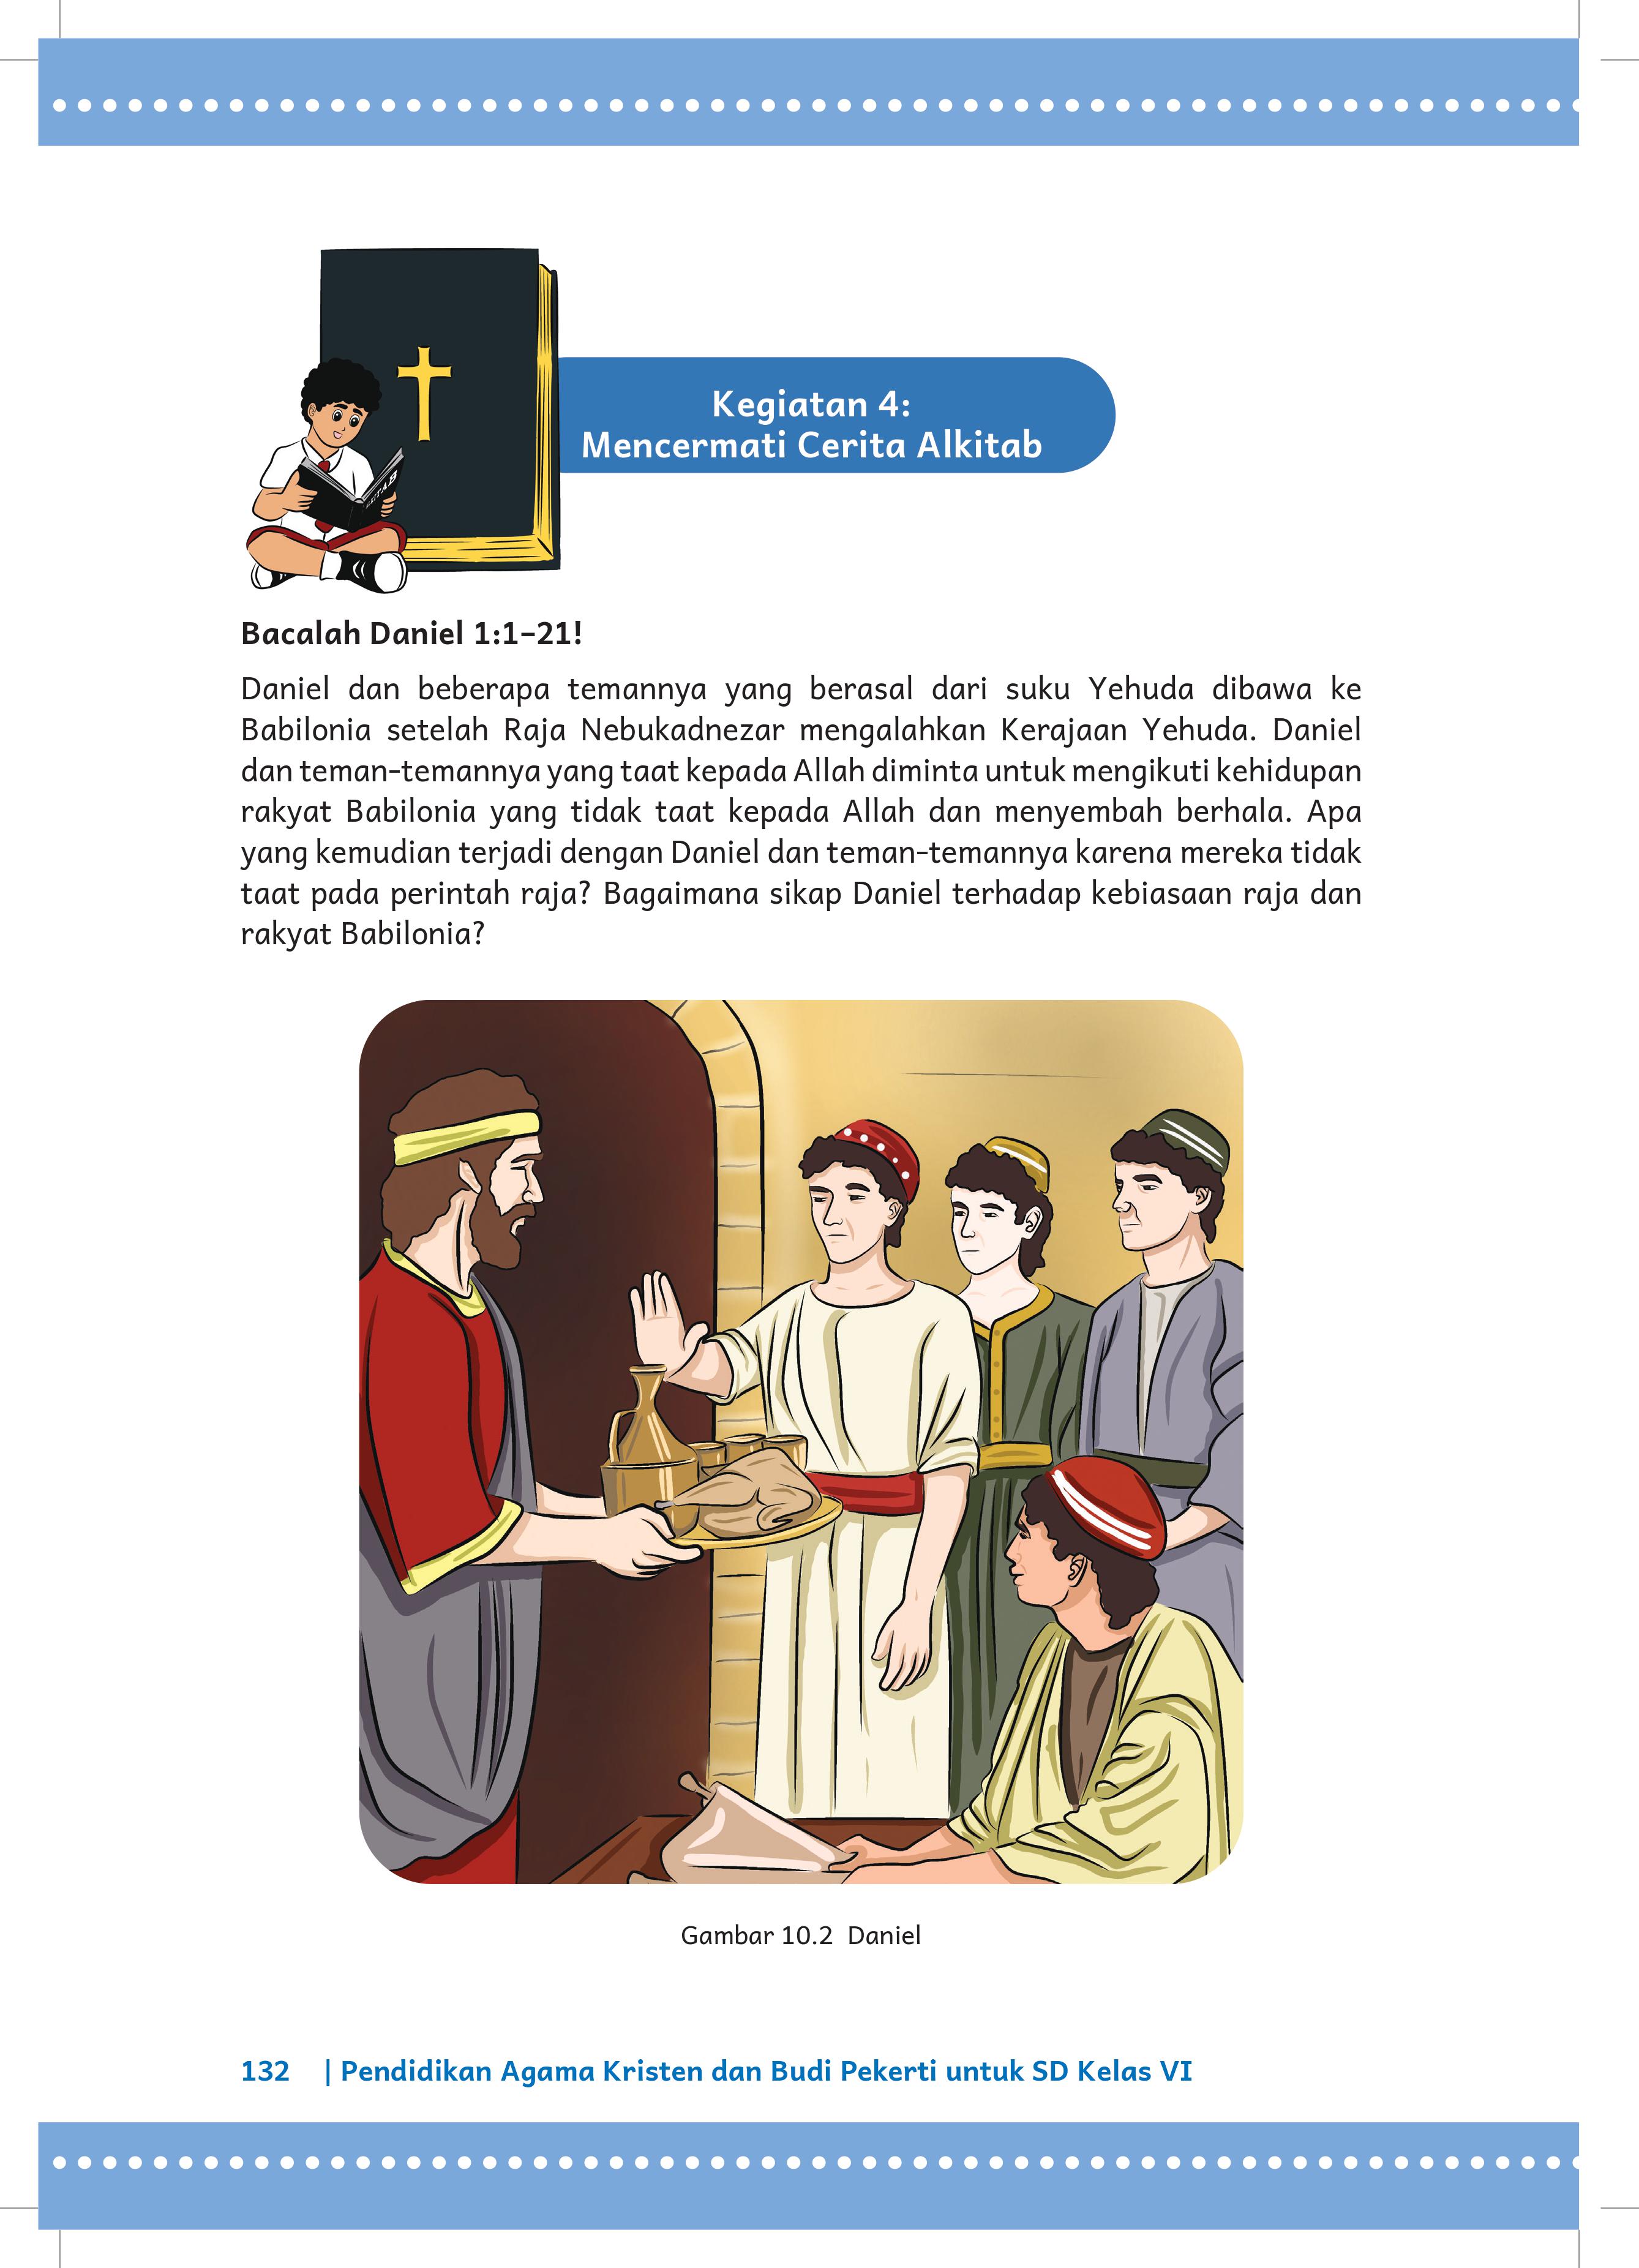 Kegiatan 4:
Mencermati Cerita Alkitab
Bacalah Daniel 1:1–21!
Daniel dan beberapa temannya yang berasal dari suku Yehuda dibawa ke
Babilonia setelah Raja Nebukadnezar mengalahkan Kerajaan Yehuda. Daniel
dan teman-temannya yang taat kepada Allah diminta untuk mengikuti kehidupan
rakyat Babilonia yang tidak taat kepada Allah dan menyembah berhala. Apa
yang kemudian terjadi dengan Daniel dan teman-temannya karena mereka tidak
taat pada perintah raja? Bagaimana sikap Daniel terhadap kebiasaan raja dan
rakyat Babilonia?
Gambar 10.2 Daniel
132 | Pendidikan Agama Kristen dan Budi Pekerti untuk SD Kelas VI